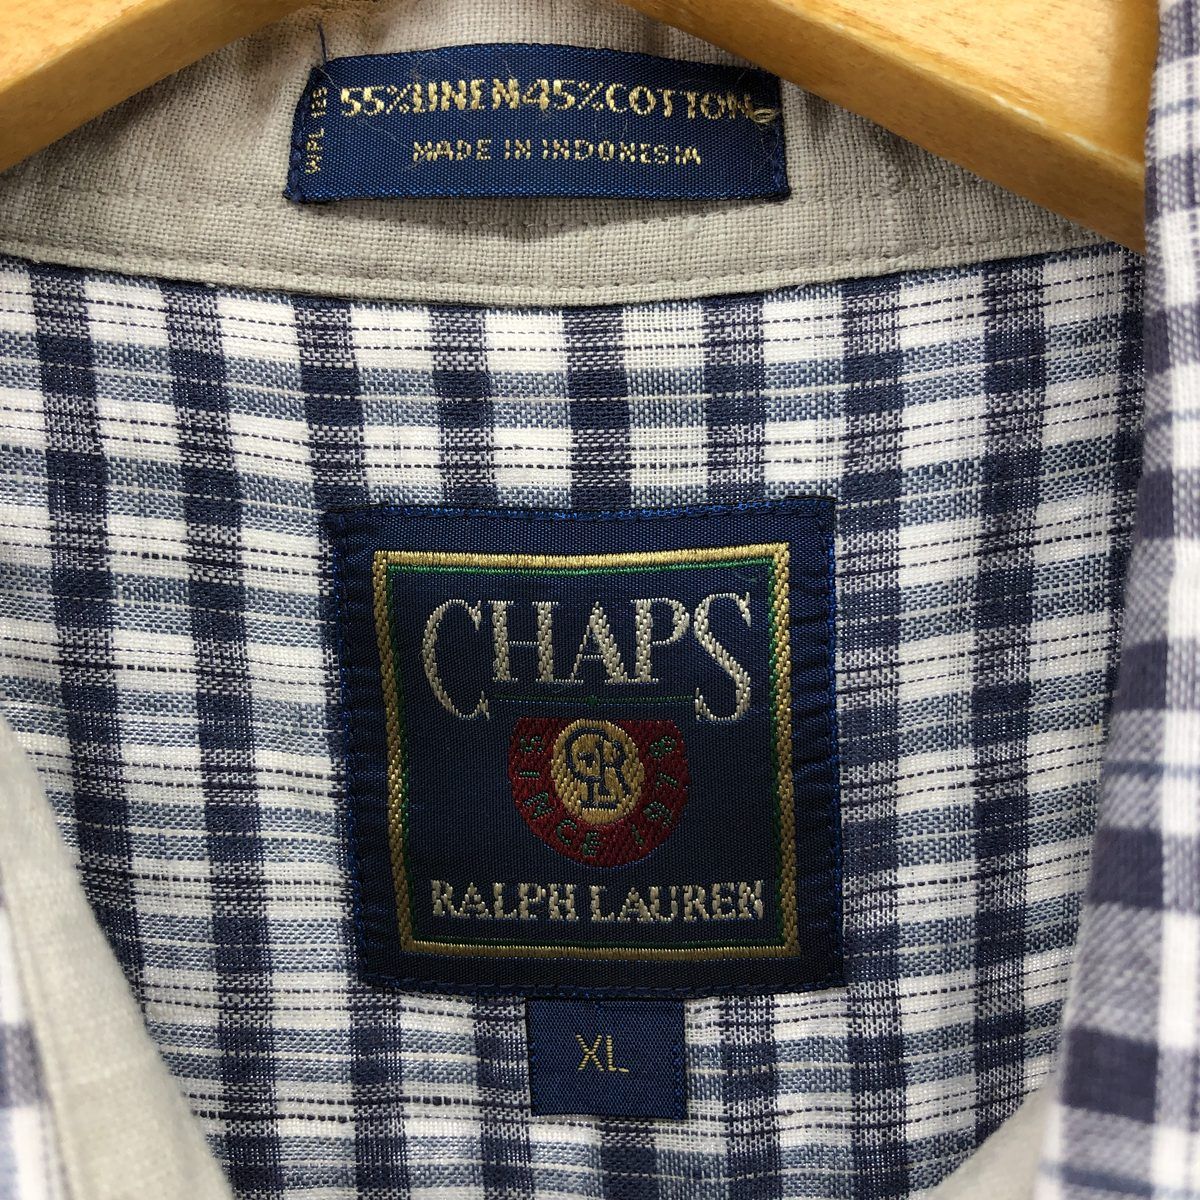 55%LINEN45%COTTON
MADE IN INDONESIA
CHAPS
SINCE 1978
RALPH LAUREN
XL